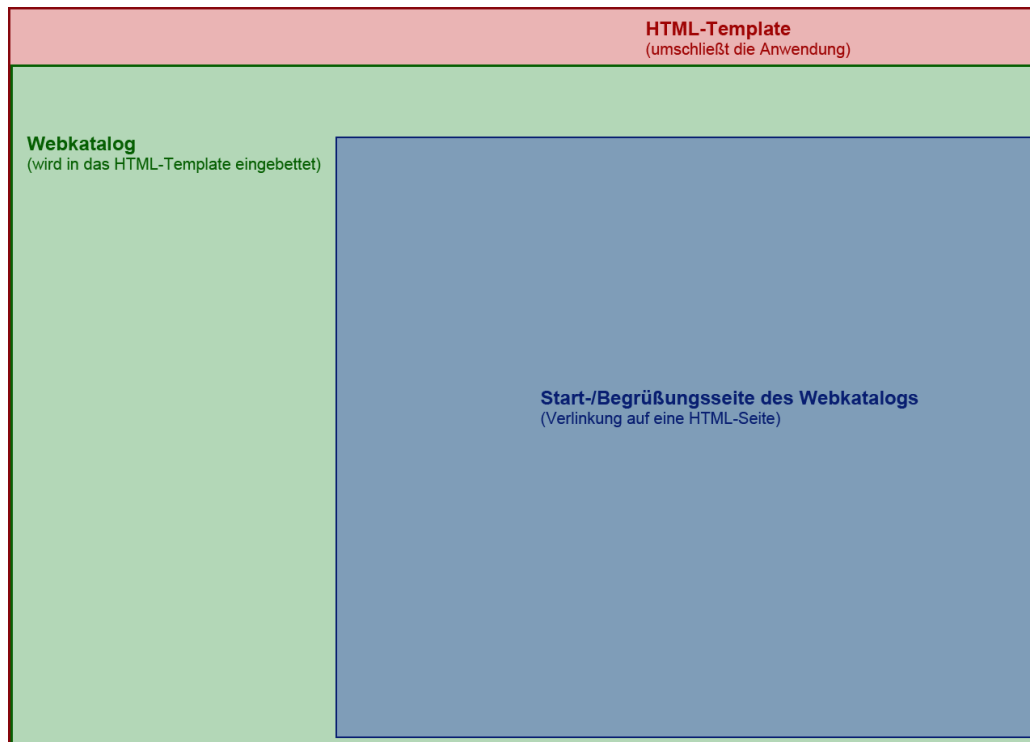 HTML-Template
(umschließt die Anwendung)
Webkatalog
(wird in das HTML-Template eingebettet)
Start-/Begrüßungsseite des Webkatalogs
(Verlinkung auf eine HTML-Seite)